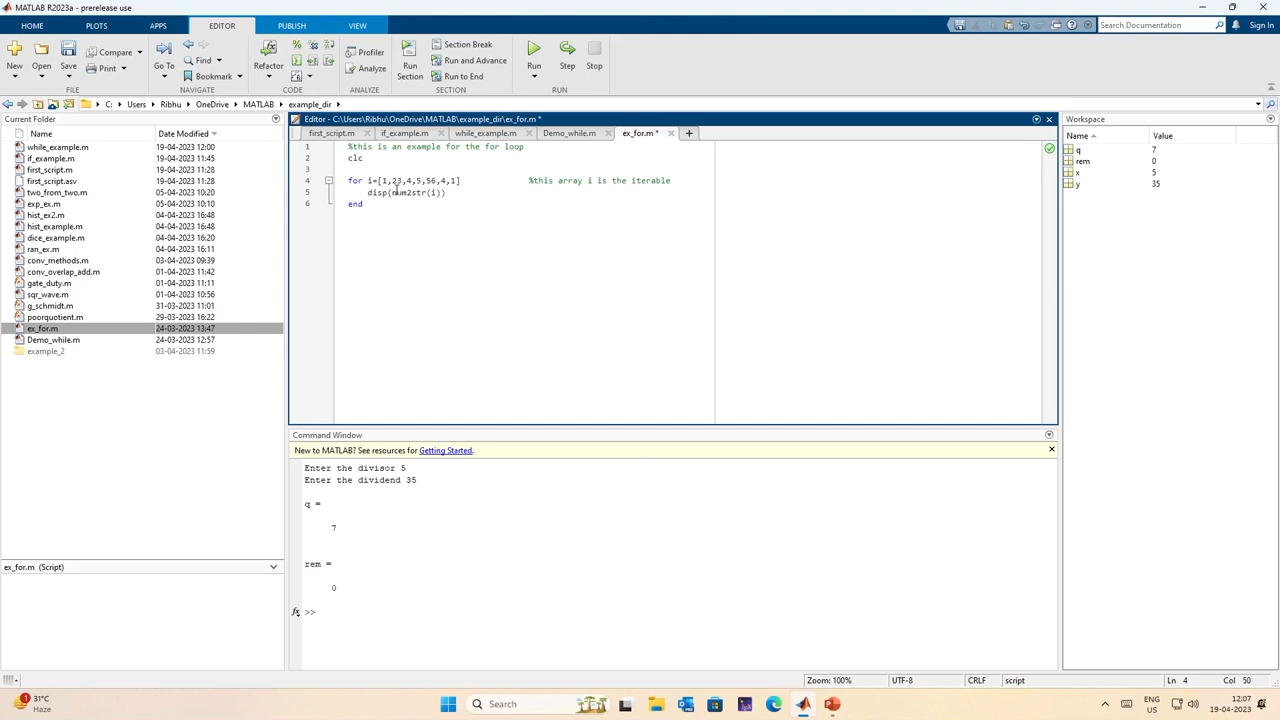 MATLAB R2023a - prerelease use
HOME PLOTS APPS EDITOR PUBLISH VIEW Search Documentation Sign In
New Open Save Compare Print Go To Find Bookmark Refactor Profiler Analyze Run Section Section Break Run and Advance Run to End Run Step Stop
FILE NAVIGATE CODE ANALYZE SECTION RUN
C: Users Ribhu OneDrive MATLAB example_dir
Current Folder
Name Date Modified
while_example.m 19-04-2023 12:00
if_example.m 19-04-2023 11:45
first_script.m 19-04-2023 11:28
first_script.asv 19-04-2023 11:28
two_from_two.m 05-04-2023 10:20
exp_ex.m 05-04-2023 10:10
hist_ex2.m 04-04-2023 16:48
hist_example.m 04-04-2023 16:48
dice_example.m 04-04-2023 16:20
ran_ex.m 04-04-2023 16:11
conv_methods.m 03-04-2023 09:39
conv_overlap_add.m 01-04-2023 11:42
gate_duty.m 01-04-2023 11:11
sqr_wave.m 01-04-2023 10:56
g_schmidt.m 31-03-2023 11:01
poorquotient.m 29-03-2023 16:22
ex_for.m 24-03-2023 13:47
Demo_while.m 24-03-2023 12:57
example_2 03-04-2023 11:59
ex_for.m (Script)
Editor - C:\Users\Ribhu\OneDrive\MATLAB\example_dir\ex_for.m *
first_script.m if_example.m while_example.m Demo_while.m ex_for.m *
1 %this is an example for the for loop
2 clc
3
4 for i=[1,23,4,5,56,4,1] %this array i is the iterable
5 disp(num2str(i))
6 end
Command Window
New to MATLAB? See resources for Getting Started.
Enter the divisor 5
Enter the dividend 35
q =
7
rem =
0
fx >>
Workspace
Name Value
q 7
rem 0
x 5
y 35
Zoom: 100% UTF-8 CRLF script Ln 4 Col 50
31°C
Haze
Search
ENG
US
12:07
19-04-2023